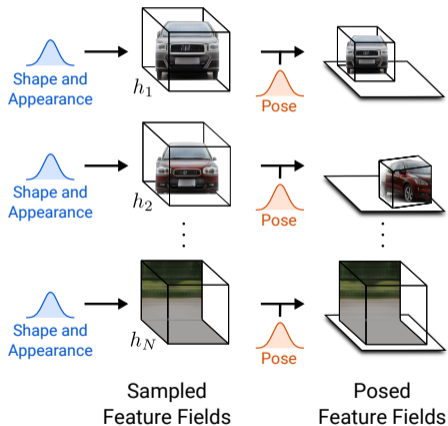 Shape and
Appearance
h₁
Pose
Shape and
Appearance
h₂
Pose
Shape and
Appearance
h_N
Pose
Sampled
Feature Fields
Posed
Feature Fields